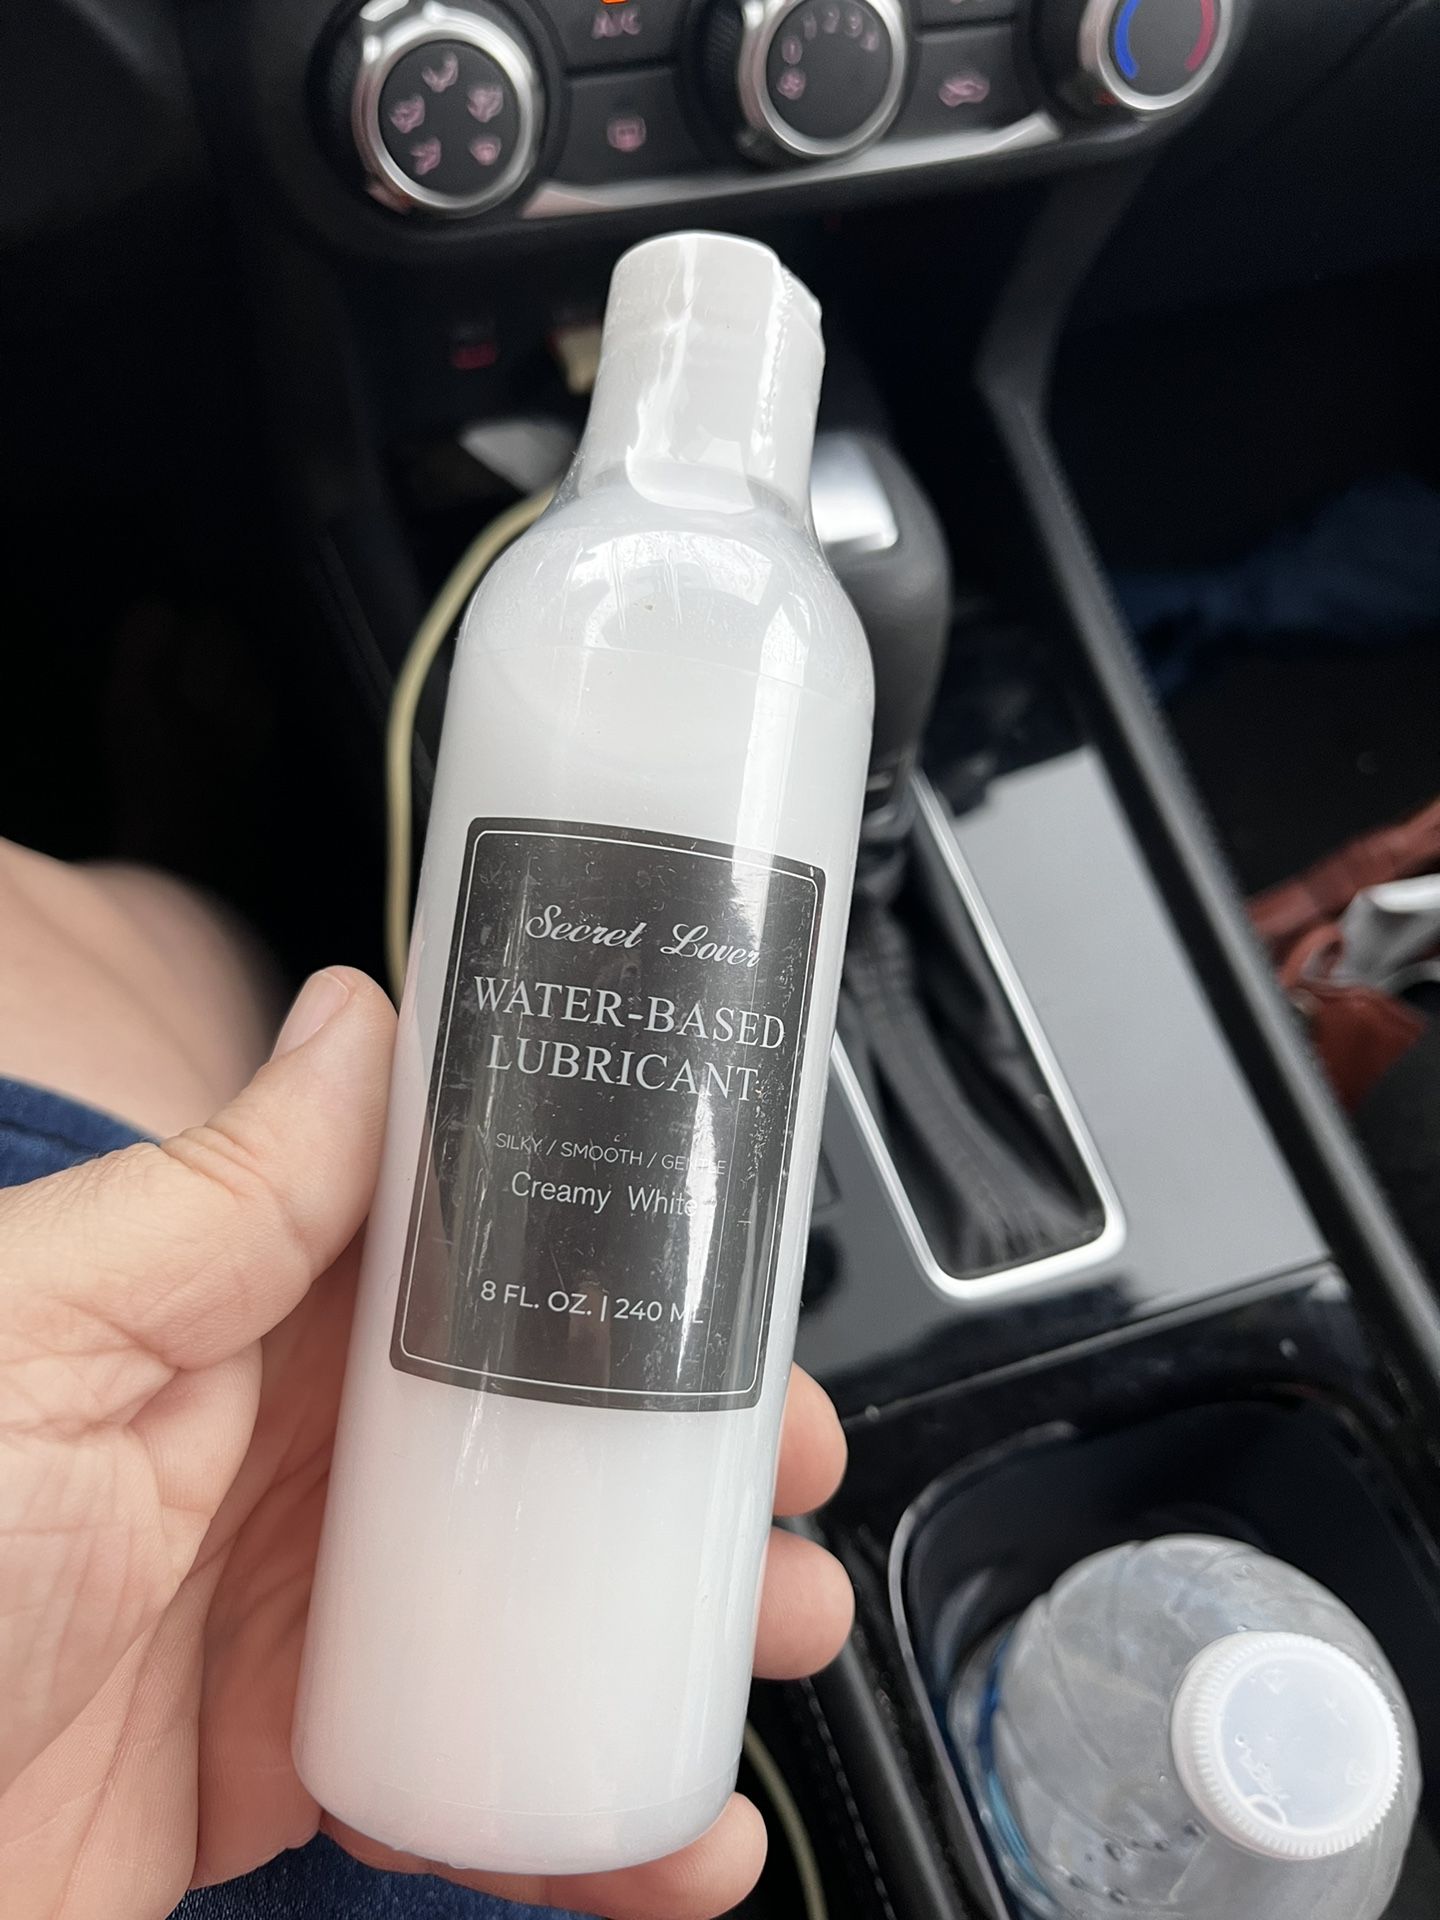 A/C
Secret Lover
WATER-BASED
LUBRICANT
SILKY / SMOOTH / GENTLE
Creamy White
8 FL. OZ. | 240 ML